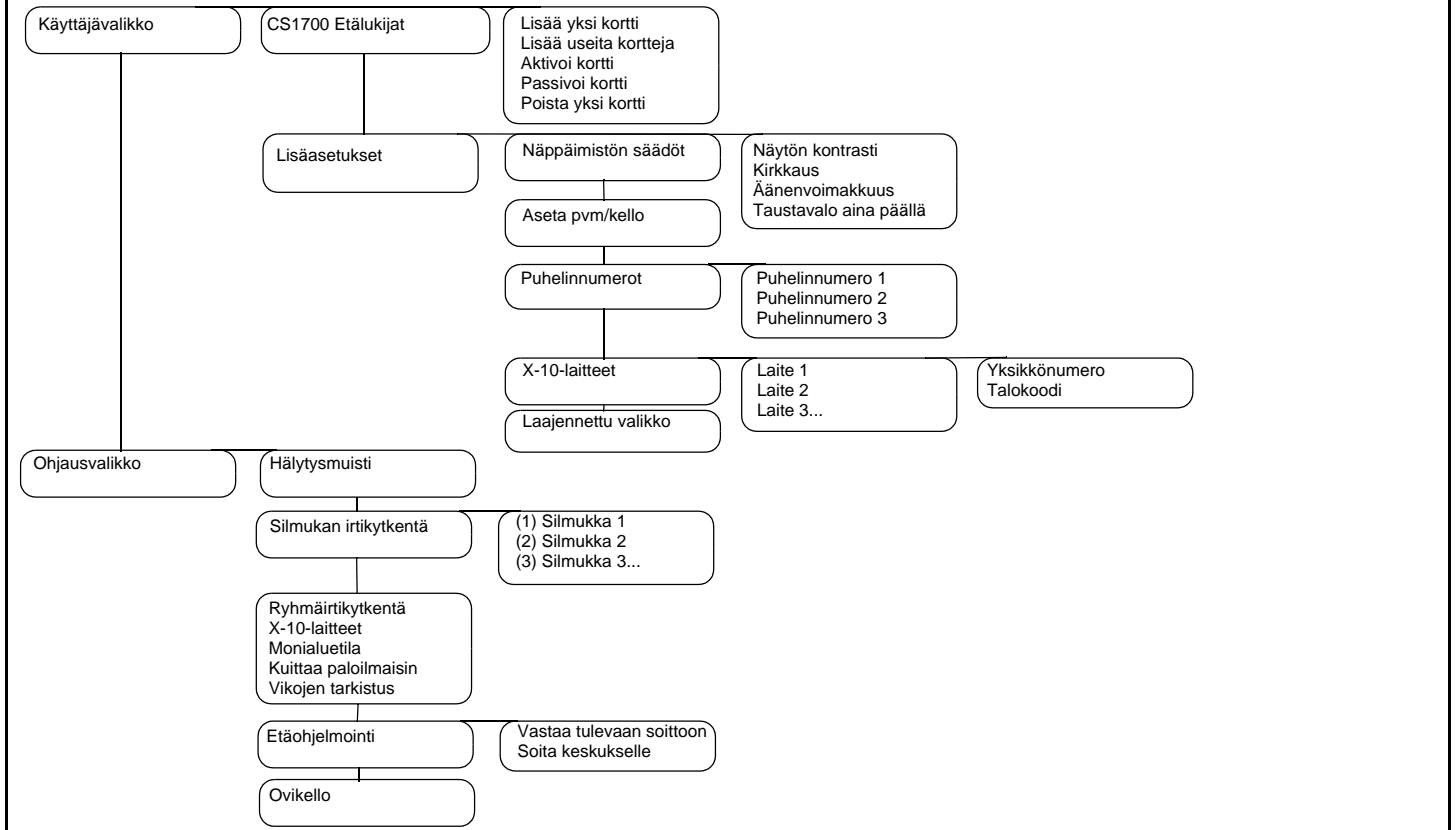 Käyttäjävalikko
CS1700 Etälukijat
Lisää yksi kortti
Lisää useita kortteja
Aktivoi kortti
Passivoi kortti
Poista yksi kortti
Lisäasetukset
Näppäimistön säädöt
Näytön kontrasti
Kirkkaus
Äänenvoimakkuus
Taustavalo aina päällä
Aseta pvm/kello
Puhelinnumerot
Puhelinnumero 1
Puhelinnumero 2
Puhelinnumero 3
X-10-laitteet
Laite 1
Laite 2
Laite 3...
Yksikkönumero
Talokoodi
Laajennettu valikko
Ohjausvalikko
Hälytysmuisti
Silmukan irtikytkentä
(1) Silmukka 1
(2) Silmukka 2
(3) Silmukka 3...
Ryhmäirtikytkentä
X-10-laitteet
Monialuetila
Kuittaa paloilmaisin
Vikojen tarkistus
Etäohjelmointi
Vastaa tulevaan soittoon
Soita keskukselle
Ovikello